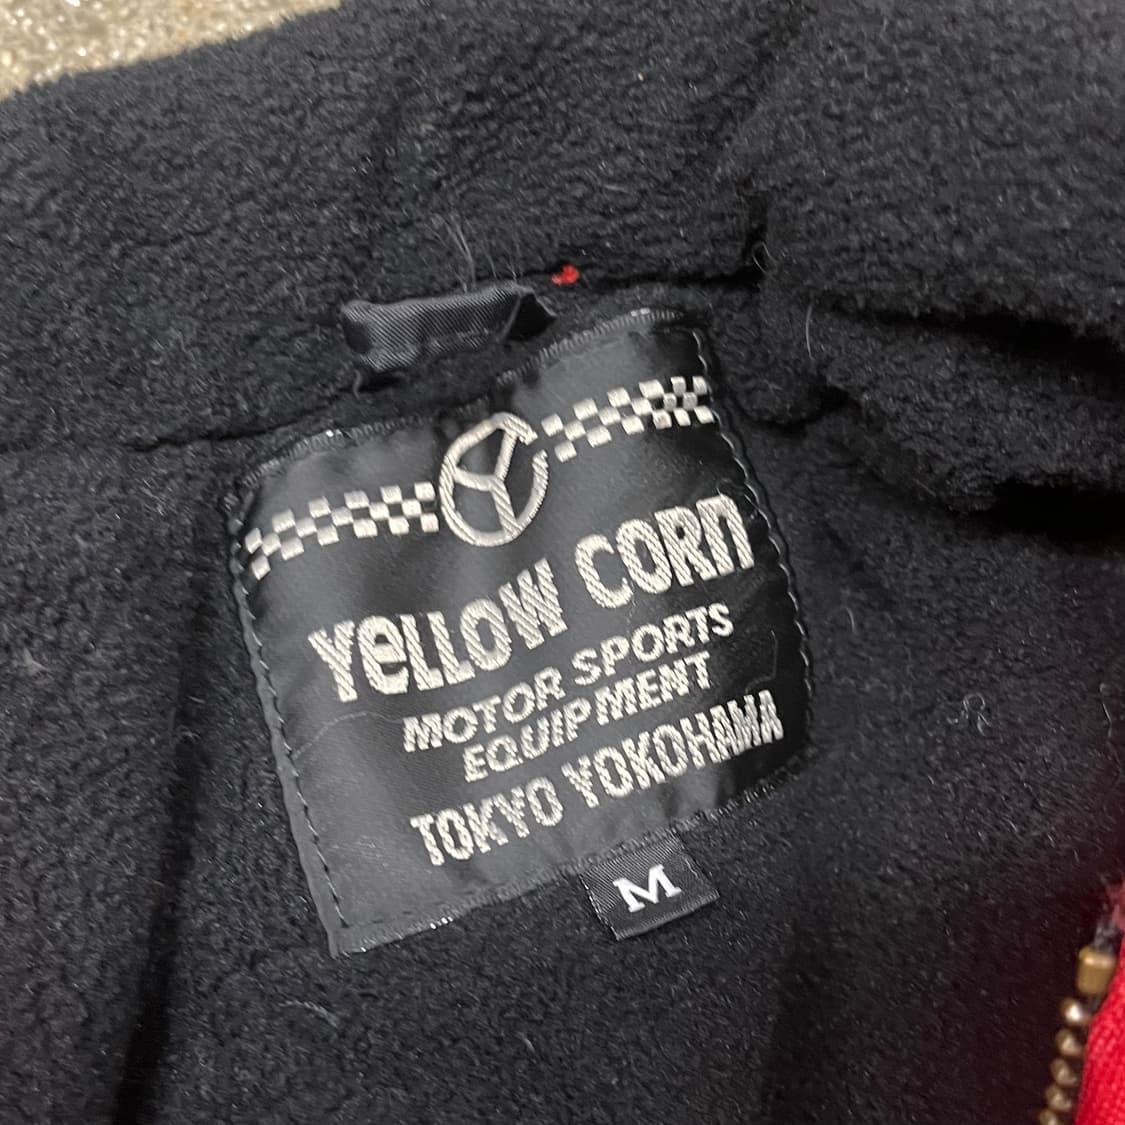 YeLLOW CORN
MOTOR SPORTS
EQUIPMENT
TOKYO YOKOHAMA
M